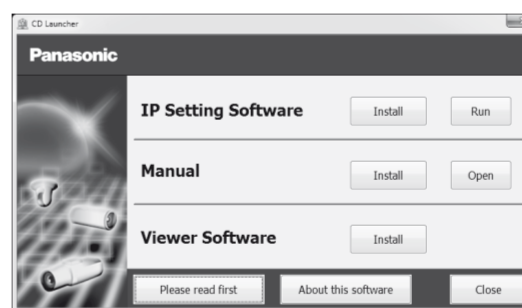 CD Launcher
Panasonic
IP Setting Software Install Run
Manual Install Open
Viewer Software Install
Please read first About this software Close